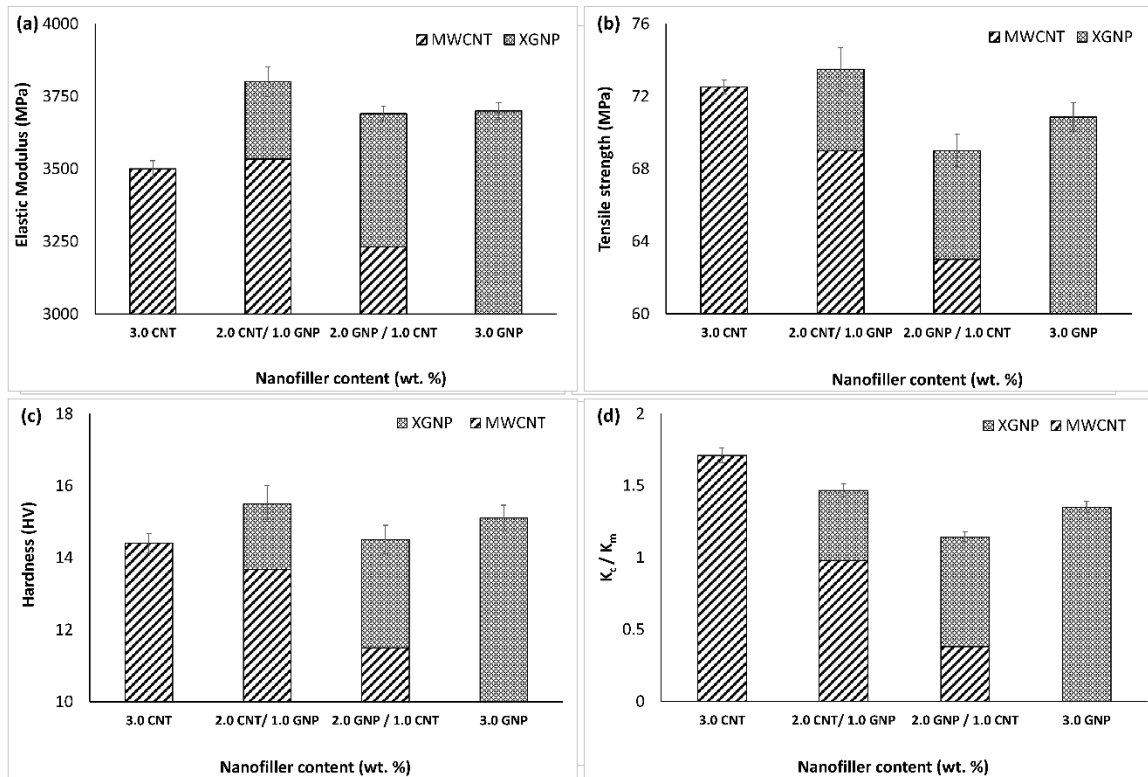 (a)
4000
3750
3500
3250
3000
Elastic Modulus (MPa)
MWCNT
XGNP
3.0 CNT
2.0 CNT/ 1.0 GNP
2.0 GNP / 1.0 CNT
3.0 GNP
Nanofiller content (wt. %)
(b)
76
72
68
64
60
Tensile strength (MPa)
MWCNT
XGNP
3.0 CNT
2.0 CNT/ 1.0 GNP
2.0 GNP / 1.0 CNT
3.0 GNP
Nanofiller content (wt. %)
(c)
18
16
14
12
10
Hardness (HV)
XGNP
MWCNT
3.0 CNT
2.0 CNT/ 1.0 GNP
2.0 GNP / 1.0 CNT
3.0 GNP
Nanofiller content (wt. %)
(d)
2
1.5
1
0.5
0
Kc / Km
XGNP
MWCNT
3.0 CNT
2.0 CNT/ 1.0 GNP
2.0 GNP / 1.0 CNT
3.0 GNP
Nanofiller content (wt. %)